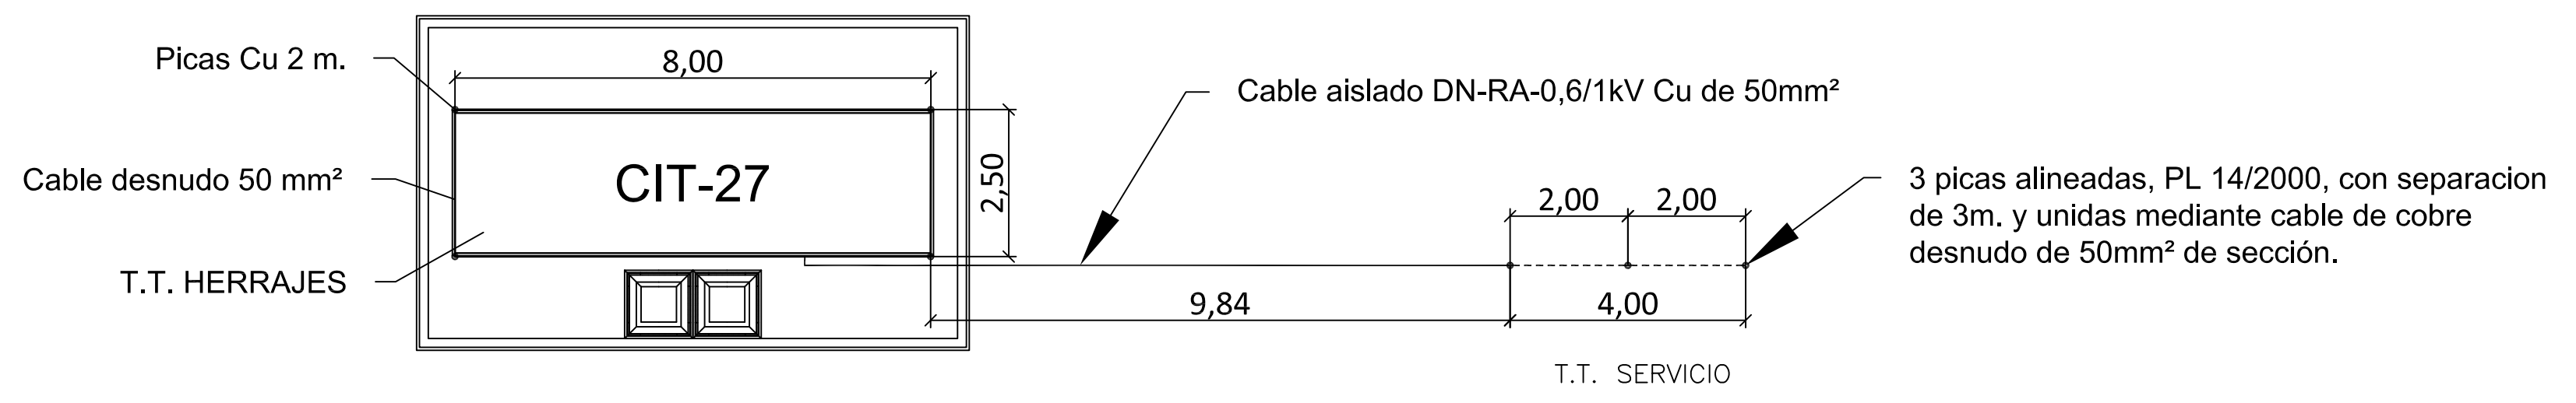 Picas Cu 2 m.
8,00
Cable aislado DN-RA-0,6/1kV Cu de 50mm²
Cable desnudo 50 mm²
CIT-27
2,50
2,00
2,00
3 picas alineadas, PL 14/2000, con separacion
de 3m. y unidas mediante cable de cobre
desnudo de 50mm² de sección.
T.T. HERRAJES
9,84
4,00
T.T. SERVICIO